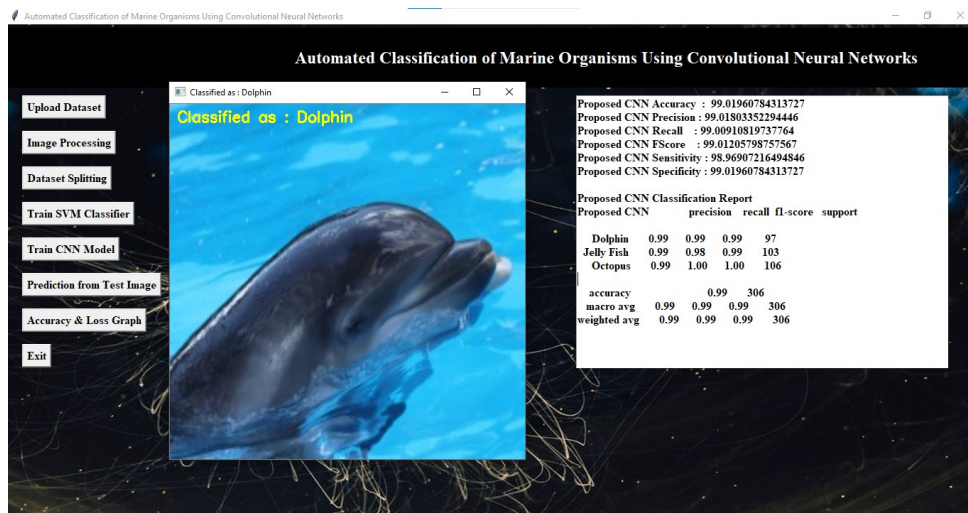 Automated Classification of Marine Organisms Using Convolutional Neural Networks
Automated Classification of Marine Organisms Using Convolutional Neural Networks
Upload Dataset
Image Processing
Dataset Splitting
Train SVM Classifier
Train CNN Model
Prediction from Test Image
Accuracy & Loss Graph
Exit
Classified as : Dolphin
Classified as : Dolphin
Proposed CNN Accuracy : 99.01960784313727
Proposed CNN Precision : 99.01803352294446
Proposed CNN Recall : 99.00910819737764
Proposed CNN FScore : 99.01205798757567
Proposed CNN Sensitivity : 98.96907216494846
Proposed CNN Specificity : 99.01960784313727
Proposed CNN Classification Report
Proposed CNN precision recall f1-score support
Dolphin 0.99 0.99 0.99 97
Jelly Fish 0.99 0.98 0.99 103
Octopus 0.99 1.00 1.00 106
accuracy 0.99 306
macro avg 0.99 0.99 0.99 306
weighted avg 0.99 0.99 0.99 306